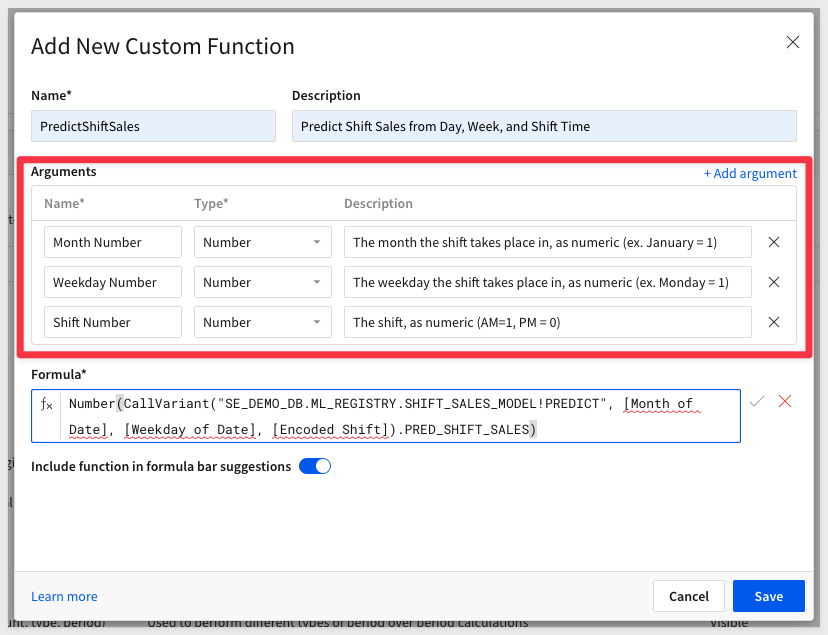 Add New Custom Function
Name*
Description
PredictShiftSales
Predict Shift Sales from Day, Week, and Shift Time
Arguments
+ Add argument
Name*
Type*
Description
Month Number
Number
The month the shift takes place in, as numeric (ex. January = 1)
Weekday Number
Number
The weekday the shift takes place in, as numeric (ex. Monday = 1)
Shift Number
Number
The shift, as numeric (AM=1, PM = 0)
Formula*
fx
Number(CallVariant("SE_DEMO_DB.ML_REGISTRY.SHIFT_SALES_MODEL!PREDICT", [Month of
Date], [Weekday of Date], [Encoded Shift]).PRED_SHIFT_SALES)
Include function in formula bar suggestions
Learn more
Cancel
Save
unt, type, period)
Used to perform different types of period over period calculations
Visible